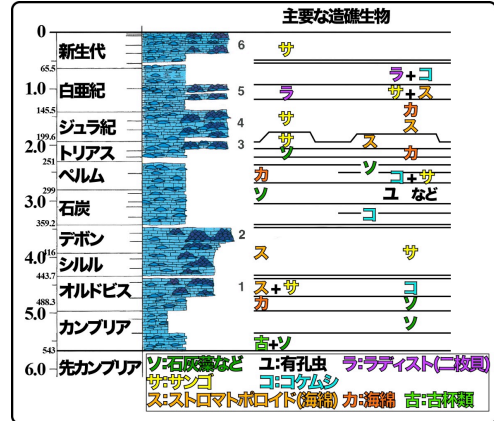 主要な造礁生物
0
新生代 6 サ
65.5
ラ+コ
1.0 白亜紀 5 ラ サ+ス
145.5
カ
ジュラ紀 4 サ ス
199.6
2.0 サ ス
トリアス 3 ソ カ
251
ペルム カ ソ コ+サ
299
3.0 石炭 ソ ユ など
359.2 コ
デボン 2
4.0 416 ス サ
シルル
443.7
オルドビス 1 ス+サ コ
488.3 カ ソ
5.0
カンブリア ソ
543 古+ソ
6.0 先カンブリア
ソ:石灰藻など ユ:有孔虫 ラ:ラディスト(二枚貝)
サ:サンゴ コ:コケムシ
ス:ストロマトポロイド(海綿) カ:海綿 古:古杯類